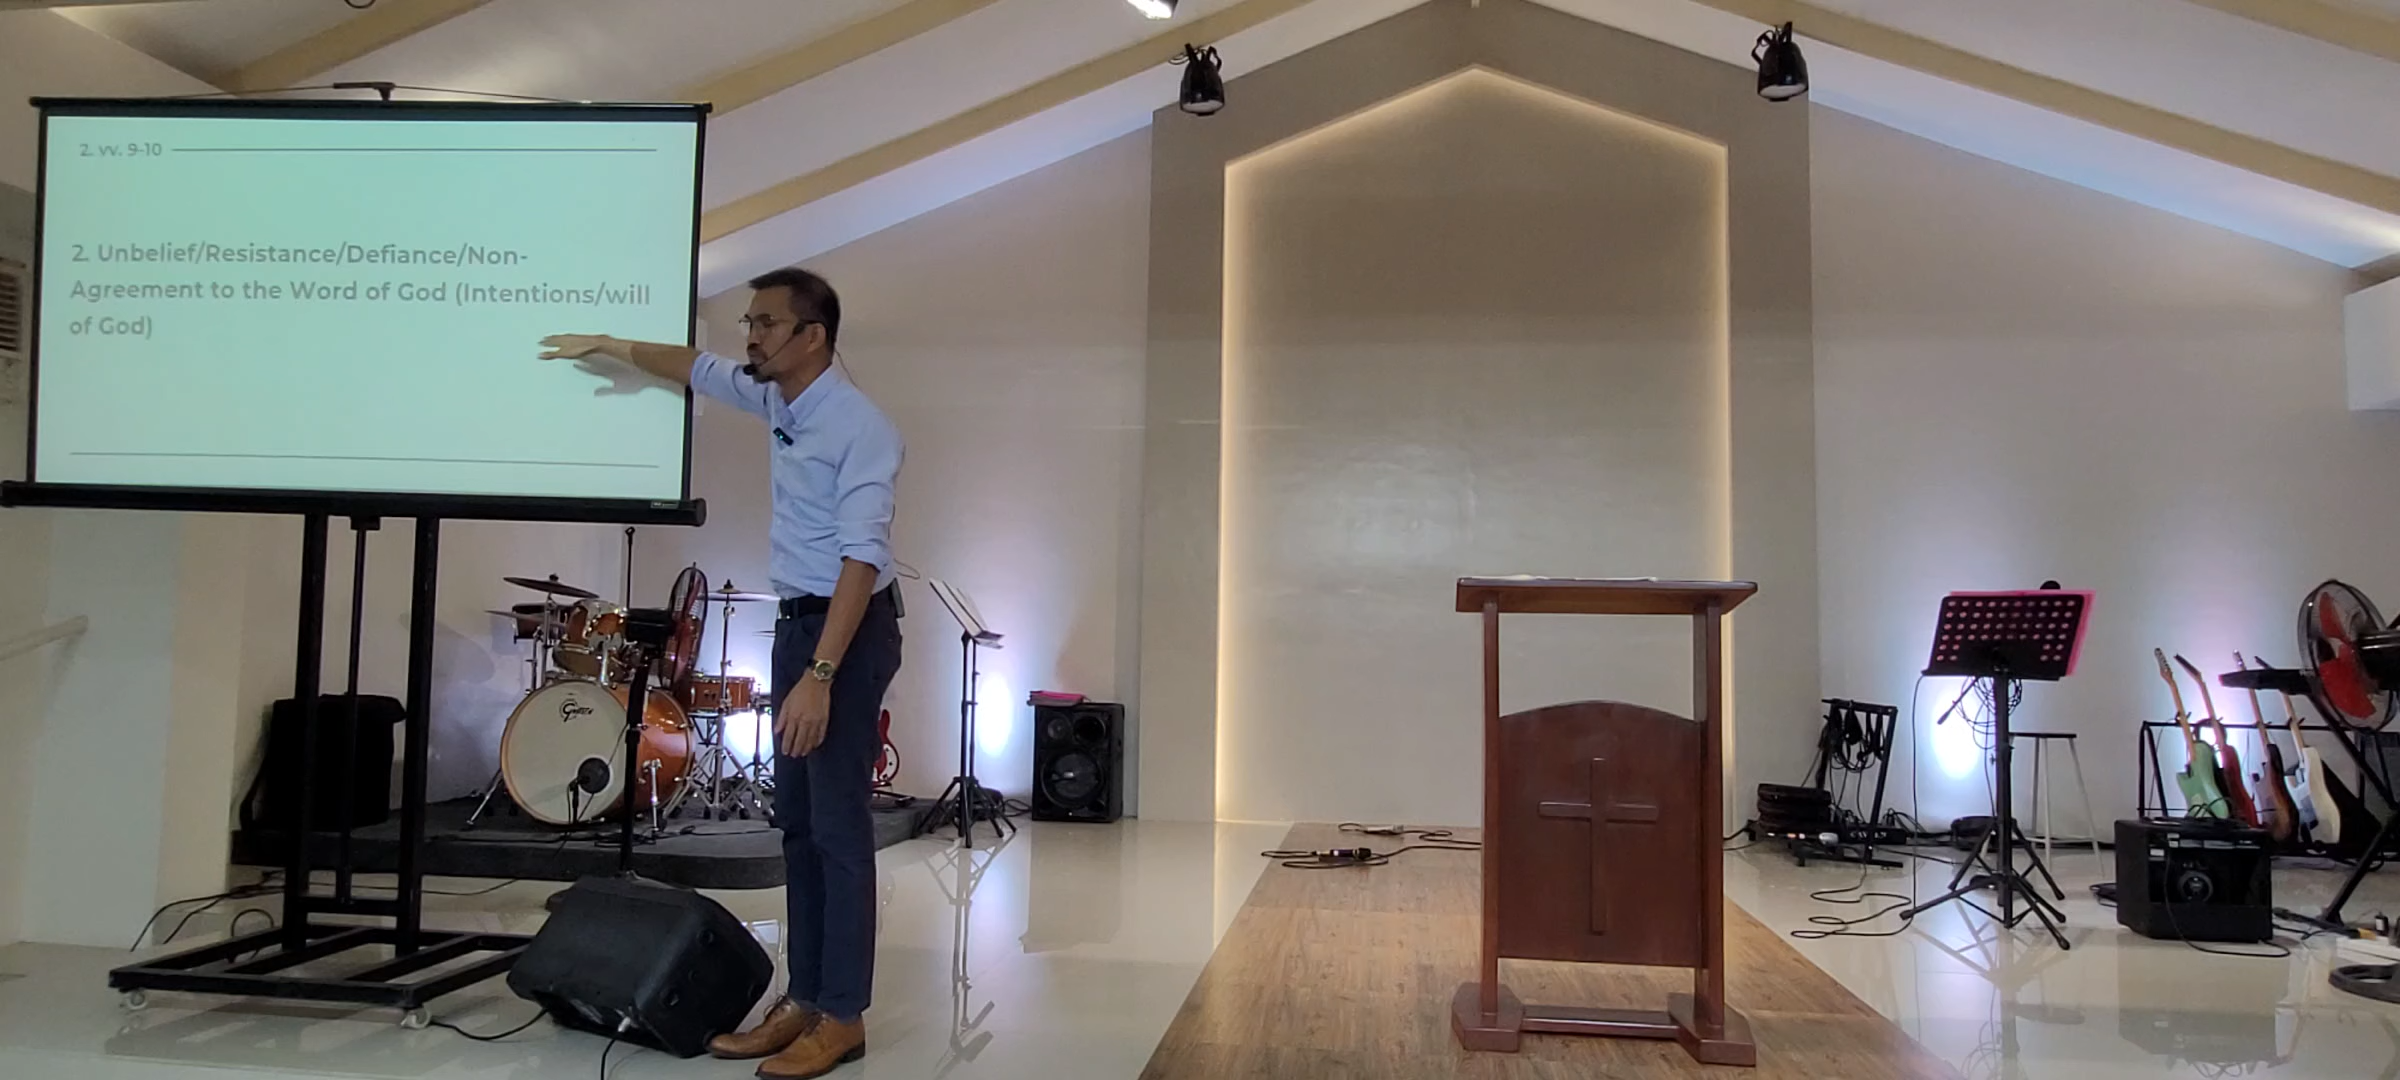 2. vv. 9-10
2. Unbelief/Resistance/Defiance/Non-
Agreement to the Word of God (Intentions/will
of God)